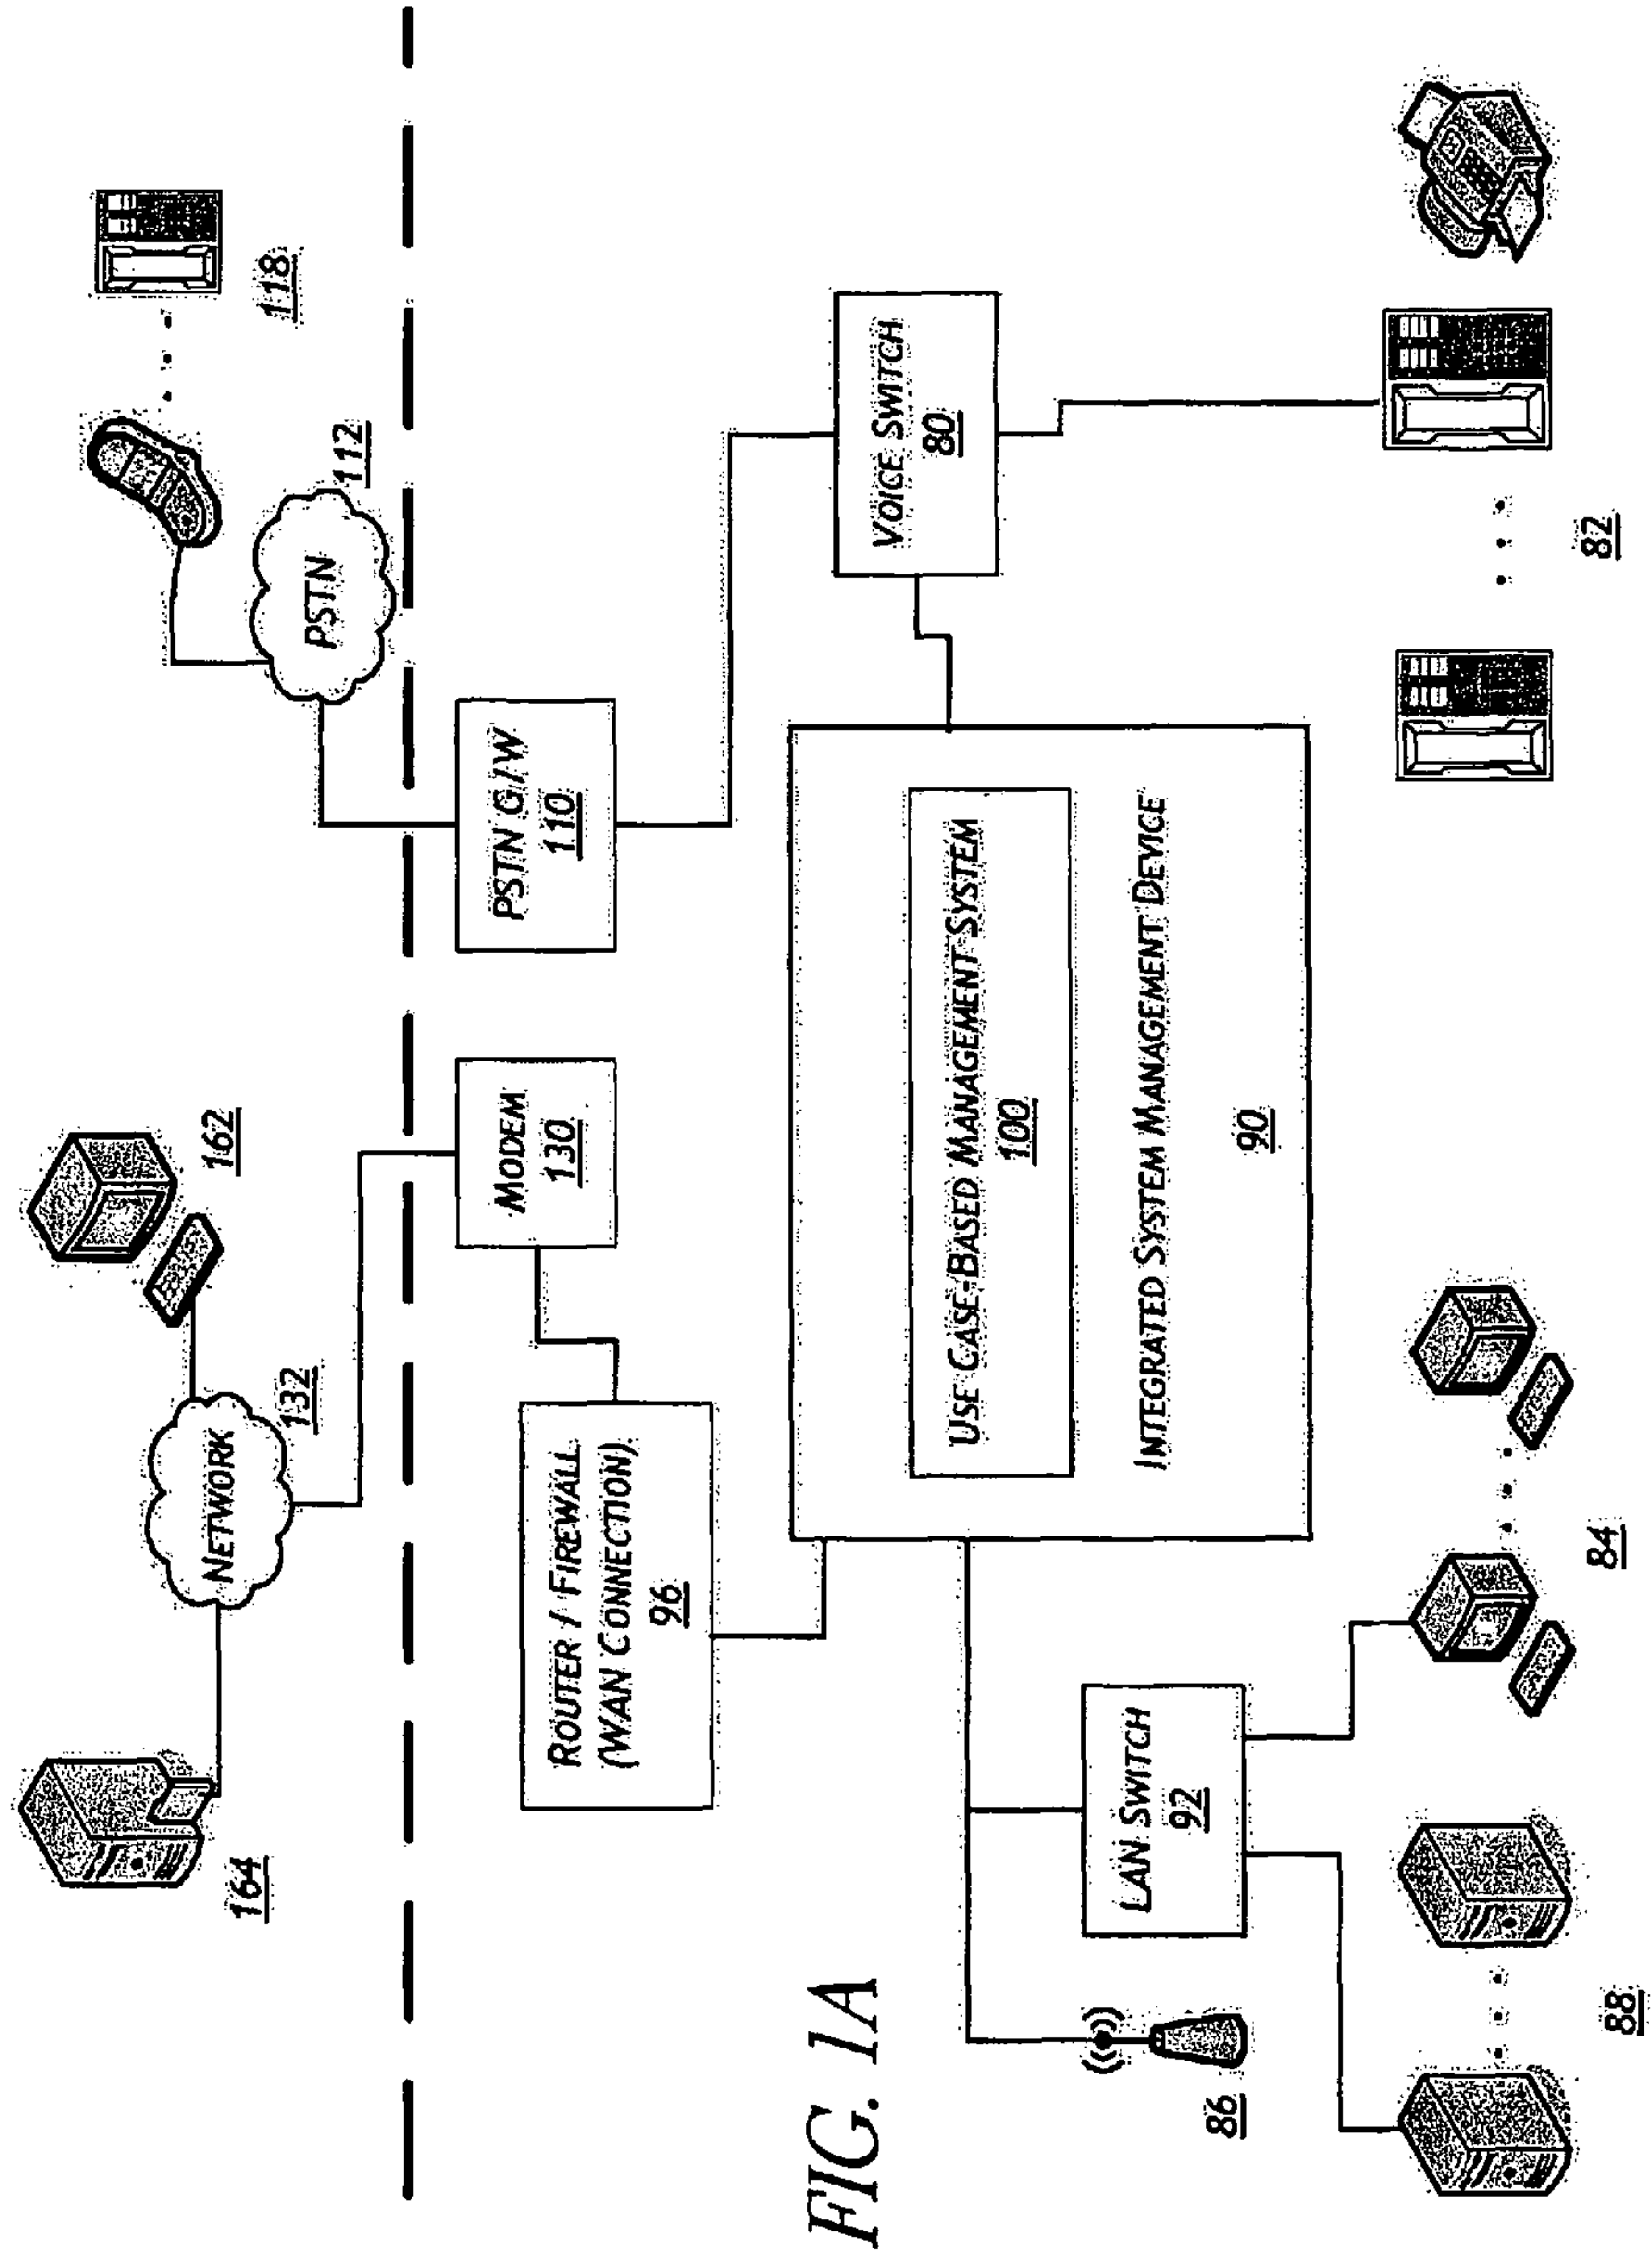 164
NETWORK
132
162
PSTN
112
118
ROUTER / FIREWALL
(WAN CONNECTION)
96
MODEM
130
PSTN G/W
110
USE CASE-BASED MANAGEMENT SYSTEM
100
INTEGRATED SYSTEM MANAGEMENT DEVICE
90
VOICE SWITCH
80
LAN SWITCH
92
86
88
84
82
FIG. 1A